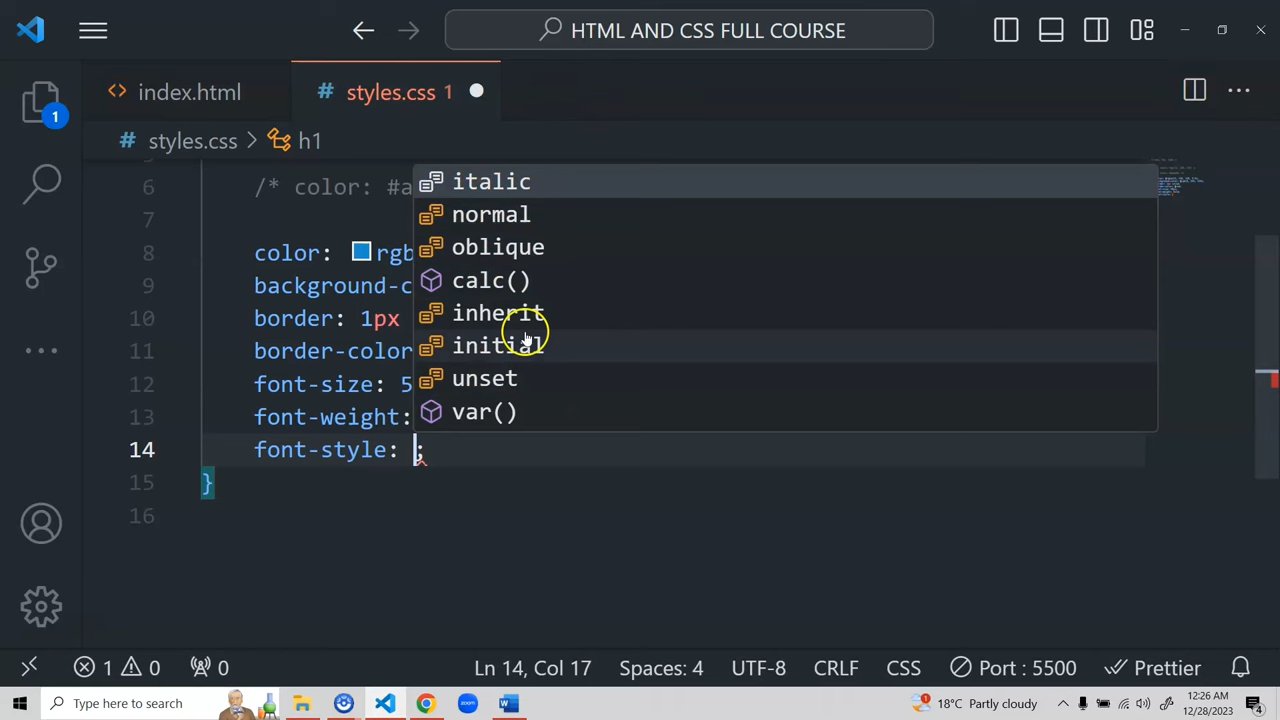 HTML AND CSS FULL COURSE
index.html
# styles.css 1
1
# styles.css > h1
6 /* color: #a
7
8 color: rgb
9 background-c
10 border: 1px
11 border-color
12 font-size: 5
13 font-weight:
14 font-style: ;
15 }
16
italic
normal
oblique
calc()
inherit
initial
unset
var()
1 0 0 Ln 14, Col 17 Spaces: 4 UTF-8 CRLF CSS Port : 5500 Prettier
Type here to search 1 18°C Partly cloudy 12:26 AM
zoom 12/28/2023 4